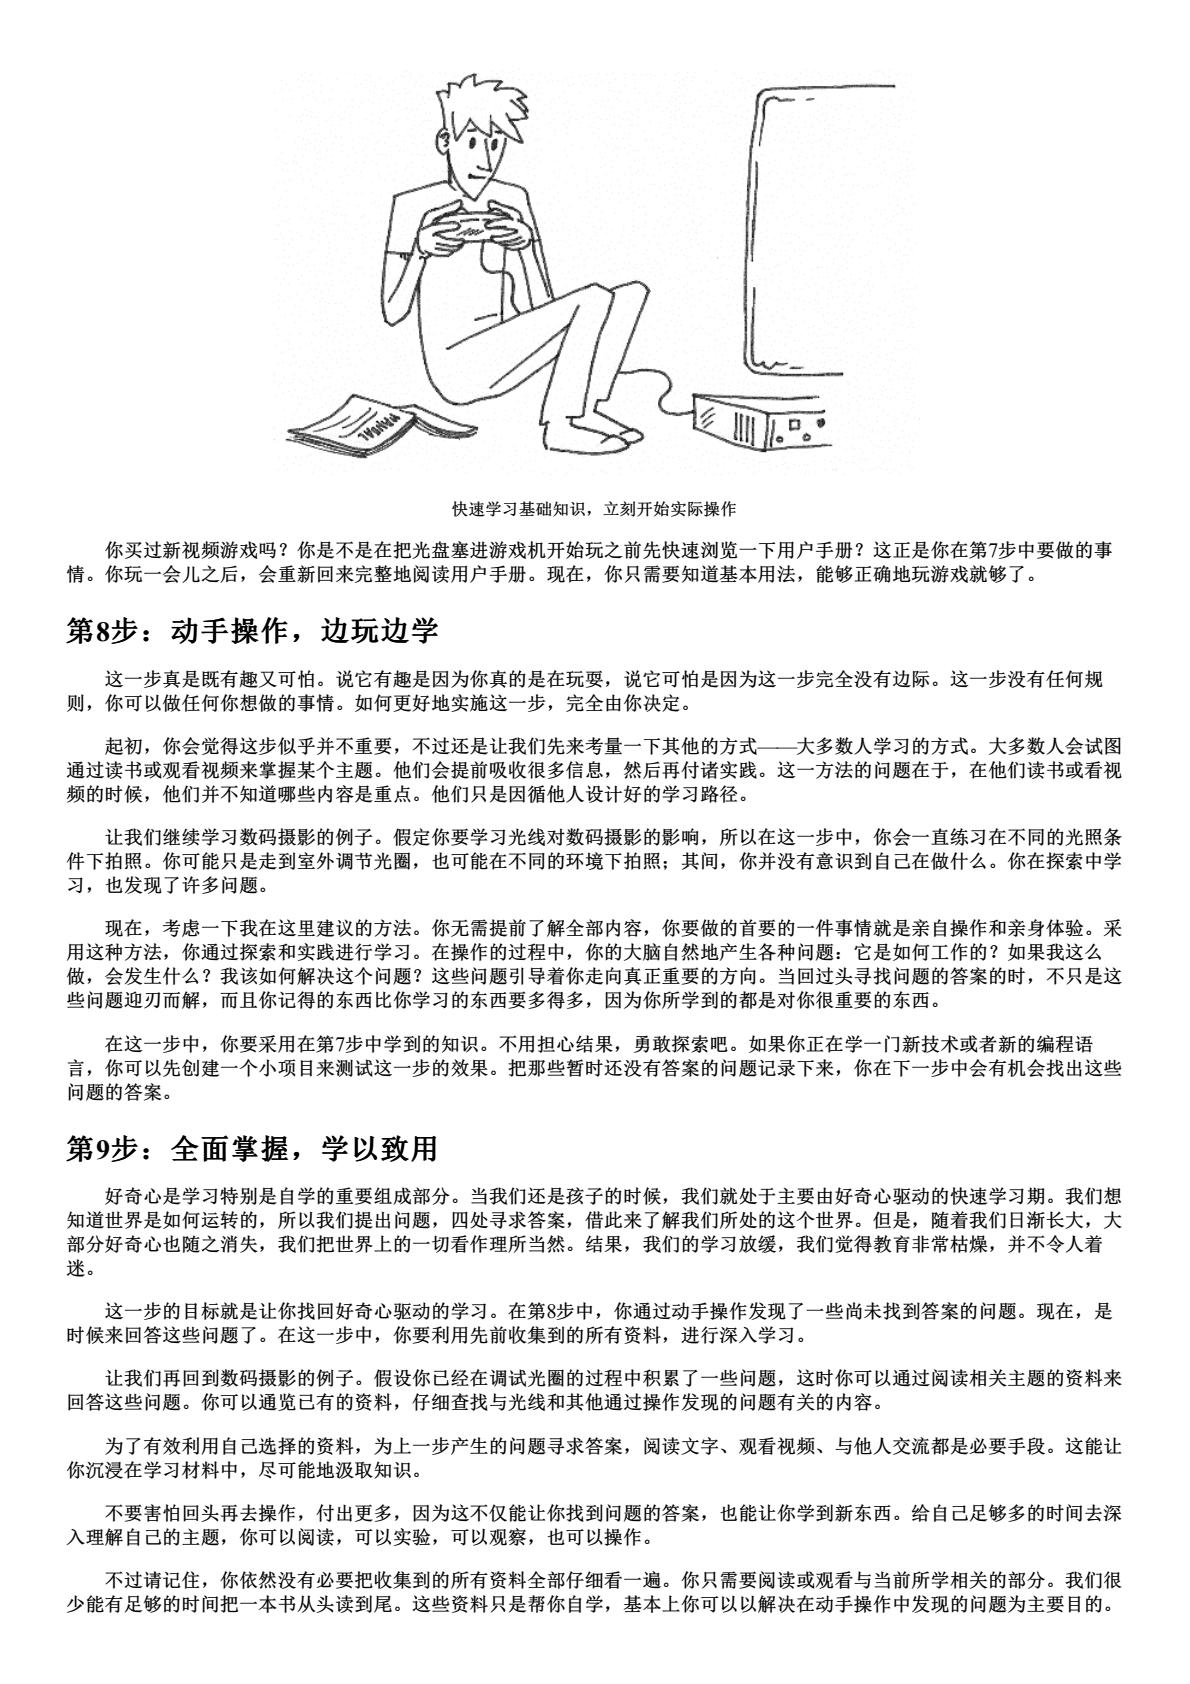 MANUAL
快速学习基础知识，立刻开始实际操作
你买过新视频游戏吗？你是不是在把光盘塞进游戏机开始玩之前先快速浏览一下用户手册？这正是你在第7步中要做的事
情。你玩一会儿之后，会重新回来完整地阅读用户手册。现在，你只需要知道基本用法，能够正确地玩游戏就够了。
第8步：动手操作，边玩边学
这一步真是既有趣又可怕。说它有趣是因为你真的是在玩耍，说它可怕是因为这一步完全没有边际。这一步没有任何规
则，你可以做任何你想做的事情。如何更好地实施这一步，完全由你决定。
起初，你会觉得这步似乎并不重要，不过还是让我们先来考量一下其他的方式——大多数人学习的方式。大多数人会试图
通过读书或观看视频来掌握某个主题。他们会提前吸收很多信息，然后再付诸实践。这一方法的问题在于，在他们读书或看视
频的时候，他们并不知道哪些内容是重点。他们只是因循他人设计好的学习路径。
让我们继续学习数码摄影的例子。假定你要学习光线对数码摄影的影响，所以在这一步中，你会一直练习在不同的光照条
件下拍照。你可能只是走到室外调节光圈，也可能在不同的环境下拍照；其间，你并没有意识到自己在做什么。你在探索中学
习，也发现了许多问题。
现在，考虑一下我在这里建议的方法。你无需提前了解全部内容，你要做的首要的一件事情就是亲自操作和亲身体验。采
用这种方法，你通过探索和实践进行学习。在操作的过程中，你的大脑自然地产生各种问题：它是如何工作的？如果我这么
做，会发生什么？我该如何解决这个问题？这些问题引导着你走向真正重要的方向。当回过头寻找问题的答案的时，不只是这
些问题迎刃而解，而且你记得的东西比你学习的东西要多得多，因为你所学到的都是对你很重要的东西。
在这一步中，你要采用在第7步中学到的知识。不用担心结果，勇敢探索吧。如果你正在学一门新技术或者新的编程语
言，你可以先创建一个小项目来测试这一步的效果。把那些暂时还没有答案的问题记录下来，你在下一步中会有机会找出这些
问题的答案。
第9步：全面掌握，学以致用
好奇心是学习特别是自学的重要组成部分。当我们还是孩子的时候，我们就处于主要由好奇心驱动的快速学习期。我们想
知道世界是如何运转的，所以我们提出问题，四处寻求答案，借此来了解我们所处的这个世界。但是，随着我们日渐长大，大
部分好奇心也随之消失，我们把世界上的一切看作理所当然。结果，我们的学习放缓，我们觉得教育非常枯燥，并不令人着
迷。
这一步的目标就是让你找回好奇心驱动的学习。在第8步中，你通过动手操作发现了一些尚未找到答案的问题。现在，是
时候来回答这些问题了。在这一步中，你要利用先前收集到的所有资料，进行深入学习。
让我们再回到数码摄影的例子。假设你已经在调试光圈的过程中积累了一些问题，这时你可以通过阅读相关主题的资料来
回答这些问题。你可以通览已有的资料，仔细查找与光线和其他通过操作发现的问题有关的内容。
为了有效利用自己选择的资料，为上一步产生的问题寻求答案，阅读文字、观看视频、与他人交流都是必要手段。这能让
你沉浸在学习材料中，尽可能地汲取知识。
不要害怕回头再去操作，付出更多，因为这不仅能让你找到问题的答案，也能让你学到新东西。给自己足够多的时间去深
入理解自己的主题，你可以阅读，可以实验，可以观察，也可以操作。
不过请记住，你依然没有必要把收集到的所有资料全部仔细看一遍。你只需要阅读或观看与当前所学相关的部分。我们很
少能有足够的时间把一本书从头读到尾。这些资料只是帮你自学，基本上你可以以解决在动手操作中发现的问题为主要目的。